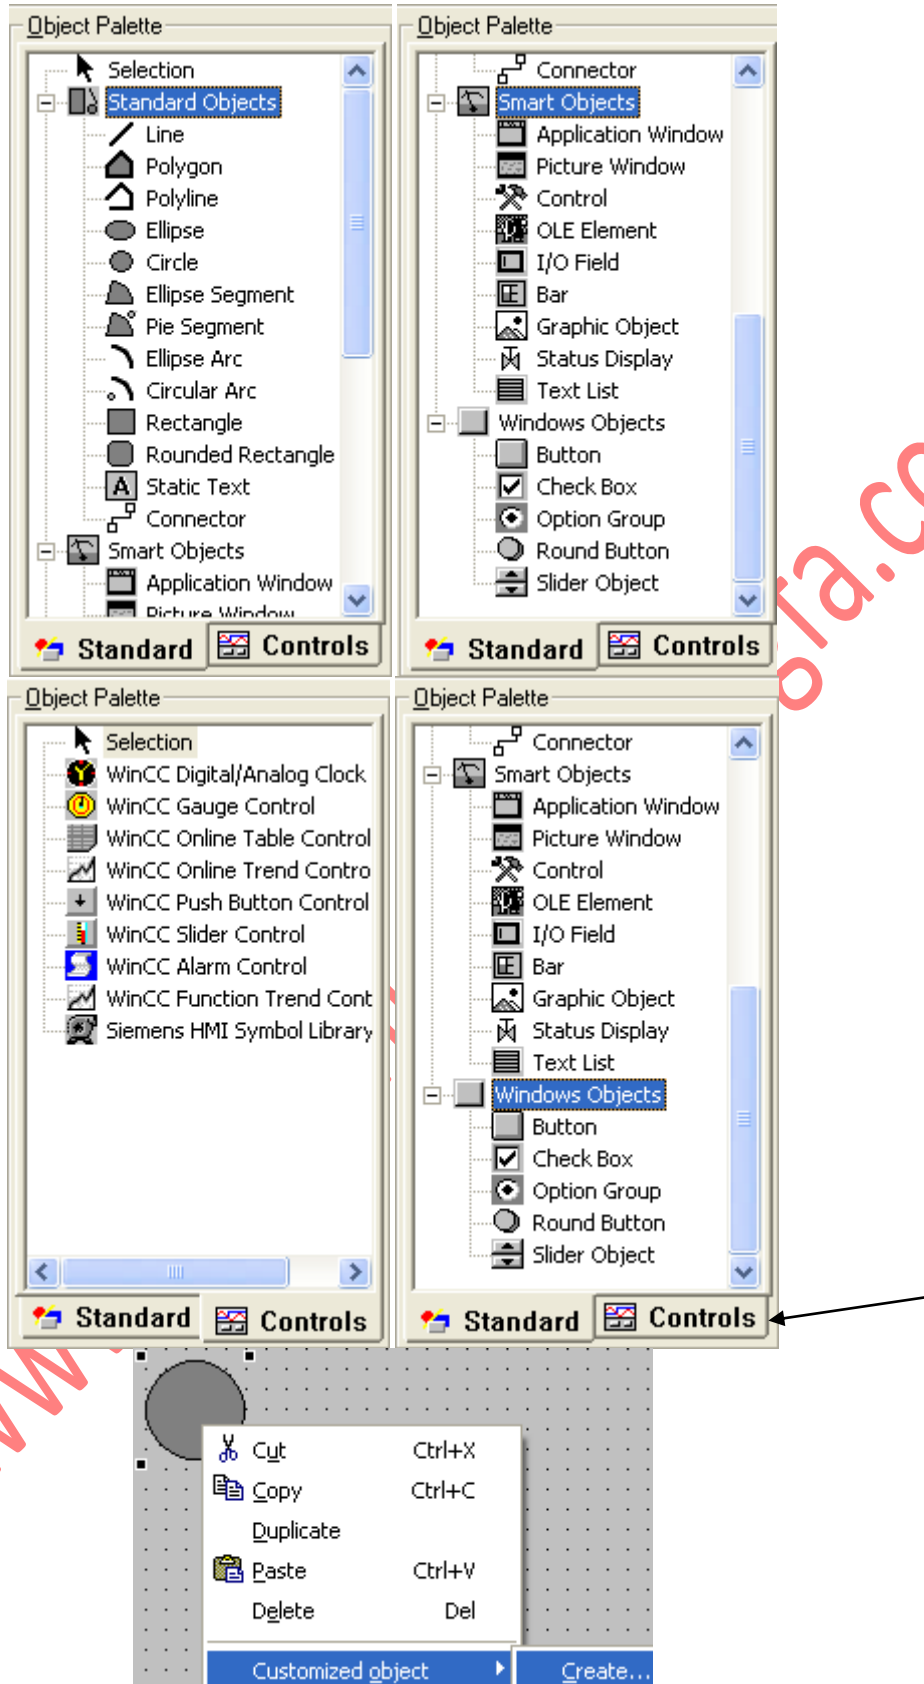 Object Palette
Selection
Standard Objects
Line
Polygon
Polyline
Ellipse
Circle
Ellipse Segment
Pie Segment
Ellipse Arc
Circular Arc
Rectangle
Rounded Rectangle
A Static Text
Connector
Smart Objects
Application Window
Picture Window
Standard
Controls
Object Palette
Connector
Smart Objects
Application Window
Picture Window
Control
OLE Element
I/O Field
Bar
Graphic Object
Status Display
Text List
Windows Objects
Button
Check Box
Option Group
Round Button
Slider Object
Standard
Controls
Object Palette
Selection
WinCC Digital/Analog Clock
WinCC Gauge Control
WinCC Online Table Control
WinCC Online Trend Contro
WinCC Push Button Control
WinCC Slider Control
WinCC Alarm Control
WinCC Function Trend Cont
Siemens HMI Symbol Library
Standard
Controls
Object Palette
Connector
Smart Objects
Application Window
Picture Window
Control
OLE Element
I/O Field
Bar
Graphic Object
Status Display
Text List
Windows Objects
Button
Check Box
Option Group
Round Button
Slider Object
Standard
Controls
Cut Ctrl+X
Copy Ctrl+C
Duplicate
Paste Ctrl+V
Delete Del
Customized object
Create...